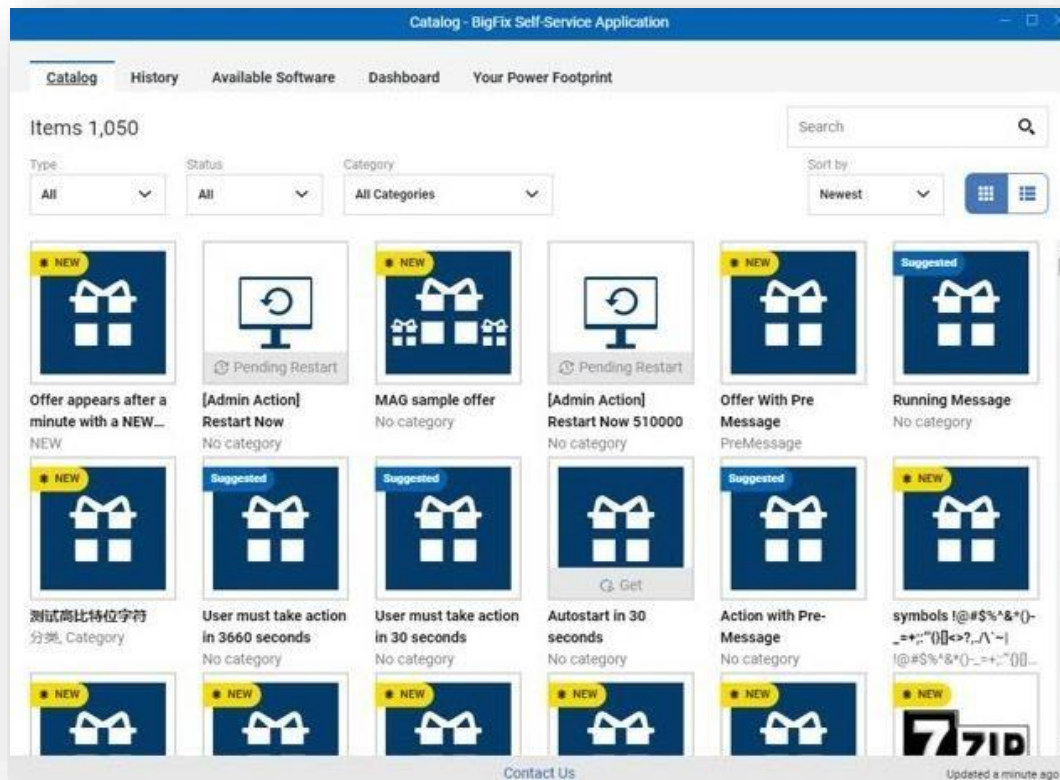 Catalog - BigFix Self-Service Application
Catalog History Available Software Dashboard Your Power Footprint
Items 1,050
Search
Type Status Category Sort by
All All All Categories Newest
NEW NEW NEW Suggested
Pending Restart Pending Restart
Offer appears after a [Admin Action] MAG sample offer [Admin Action] Offer With Pre Running Message
minute with a NEW... Restart Now No category Restart Now 510000 Message No category
NEW No category No category PreMessage
NEW Suggested Suggested Suggested NEW
Get
测试高比特位字符 User must take action User must take action Autostart in 30 Action with Pre- symbols !@#$%^&*()-
分类, Category in 3660 seconds in 30 seconds seconds Message
No category No category No category No category
NEW NEW NEW NEW NEW NEW
7ZIP
Contact Us Updated a minute ago